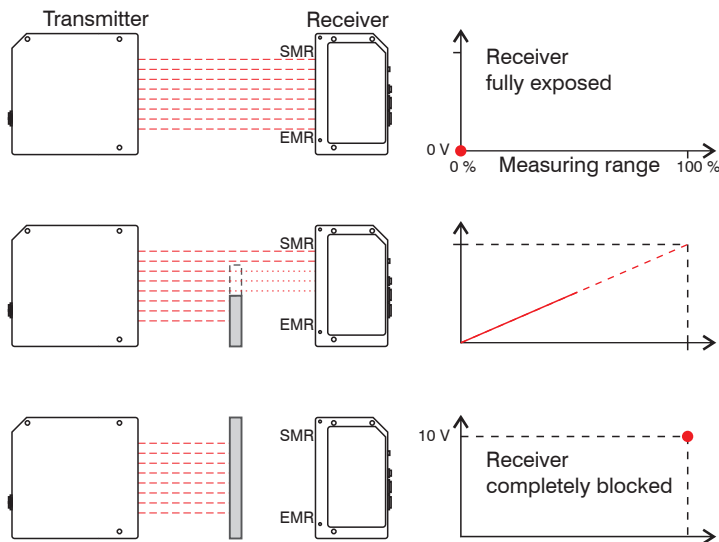 Transmitter
Receiver
SMR
EMR
Receiver
fully exposed
0 V
0 %
Measuring range
100 %
SMR
EMR
SMR
EMR
10 V
Receiver
completely blocked